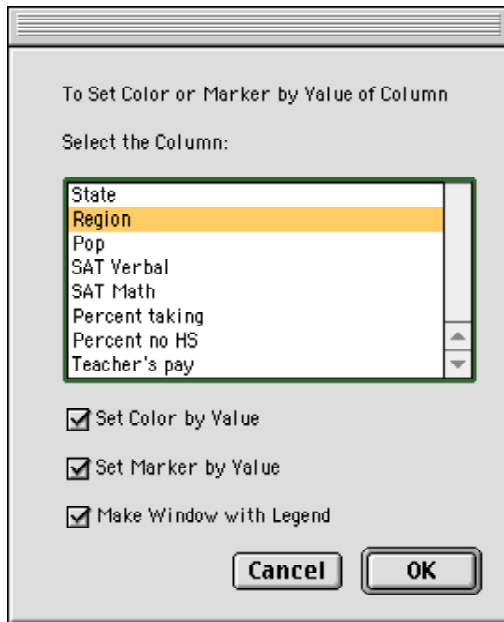 To Set Color or Marker by Value of Column
Select the Column:
State
Region
Pop
SAT Verbal
SAT Math
Percent taking
Percent no HS
Teacher's pay
Set Color by Value
Set Marker by Value
Make Window with Legend
Cancel OK